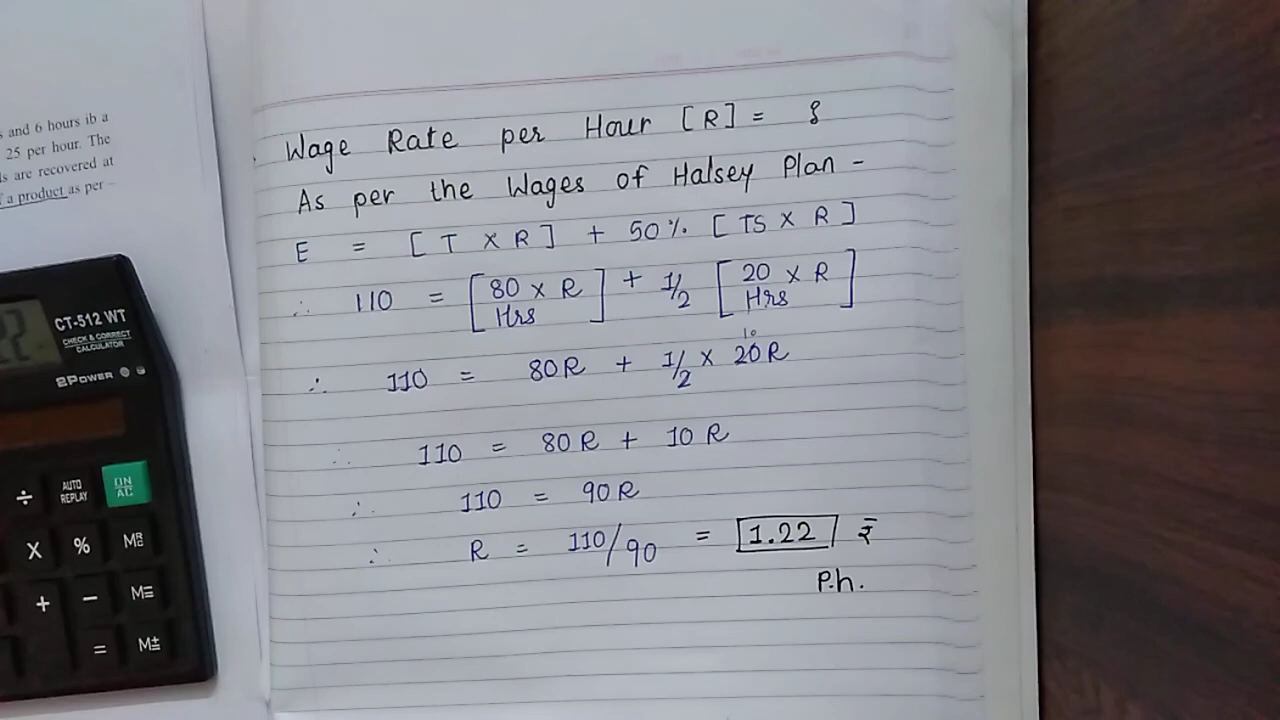 s and 6 hours ib a
25 per hour. The
ls are recovered at
f a product as per –
Wage Rate per Hour [R] = ?
As per the Wages of Halsey Plan -
E = [ T X R ] + 50% [ TS X R ]
∴ 110 = [ 80 x R ] + 1/2 [ 20 x R ]
Hrs Hrs
∴ 110 = 80R + 1/2 x 20R
10
∴ 110 = 80R + 10R
∴ 110 = 90R
∴ R = 110/90 = 1.22 ₹
P.h.
22
CT-512 WT
CHECK & CORRECT
CALCULATOR
2POWER
÷ AUTO REPLAY ON/AC
X % MRC
+ − M=
= M±